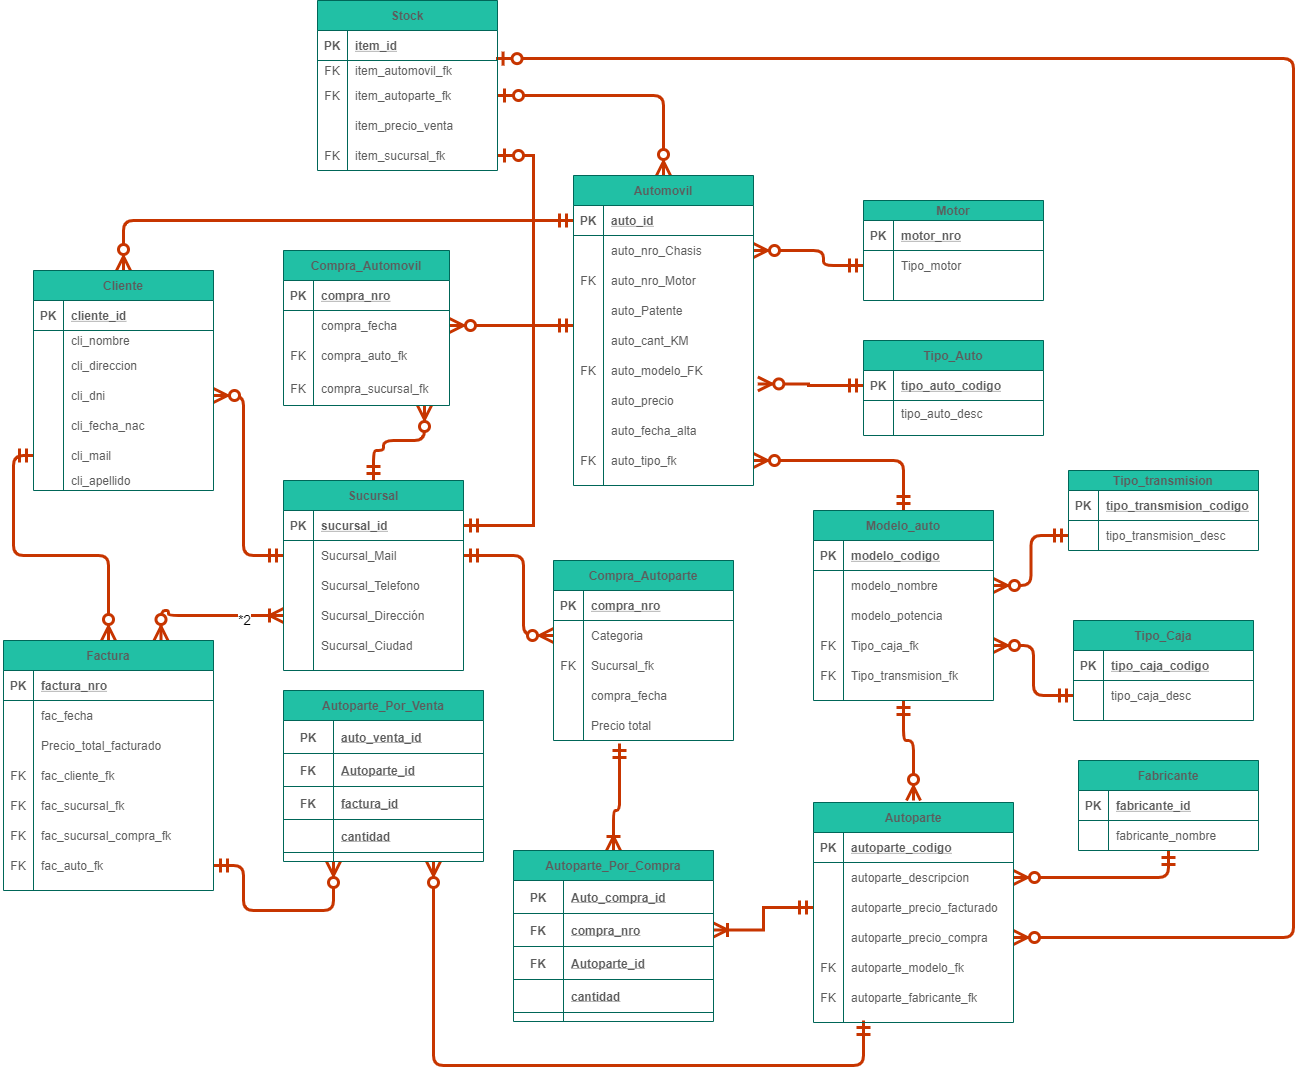 Stock
PK item_id
FK item_automovil_fk
FK item_autoparte_fk
item_precio_venta
FK item_sucursal_fk
Automovil
PK auto_id
auto_nro_Chasis
FK auto_nro_Motor
auto_Patente
auto_cant_KM
FK auto_modelo_FK
auto_precio
auto_fecha_alta
FK auto_tipo_fk
Motor
PK motor_nro
Tipo_motor
Compra_Automovil
PK compra_nro
compra_fecha
FK compra_auto_fk
FK compra_sucursal_fk
Cliente
PK cliente_id
cli_nombre
cli_direccion
cli_dni
cli_fecha_nac
cli_mail
cli_apellido
Tipo_Auto
PK tipo_auto_codigo
tipo_auto_desc
Tipo_transmision
PK tipo_transmision_codigo
tipo_transmision_desc
Sucursal
PK sucursal_id
Sucursal_Mail
Sucursal_Telefono
Sucursal_Dirección
Sucursal_Ciudad
Modelo_auto
PK modelo_codigo
modelo_nombre
modelo_potencia
FK Tipo_caja_fk
FK Tipo_transmision_fk
Compra_Autoparte
PK compra_nro
Categoria
FK Sucursal_fk
compra_fecha
Precio total
*2
Tipo_Caja
PK tipo_caja_codigo
tipo_caja_desc
Factura
PK factura_nro
fac_fecha
Precio_total_facturado
FK fac_cliente_fk
FK fac_sucursal_fk
FK fac_sucursal_compra_fk
FK fac_auto_fk
Autoparte_Por_Venta
PK auto_venta_id
FK Autoparte_id
FK factura_id
cantidad
Fabricante
PK fabricante_id
fabricante_nombre
Autoparte
PK autoparte_codigo
autoparte_descripcion
autoparte_precio_facturado
autoparte_precio_compra
FK autoparte_modelo_fk
FK autoparte_fabricante_fk
Autoparte_Por_Compra
PK Auto_compra_id
FK compra_nro
FK Autoparte_id
cantidad